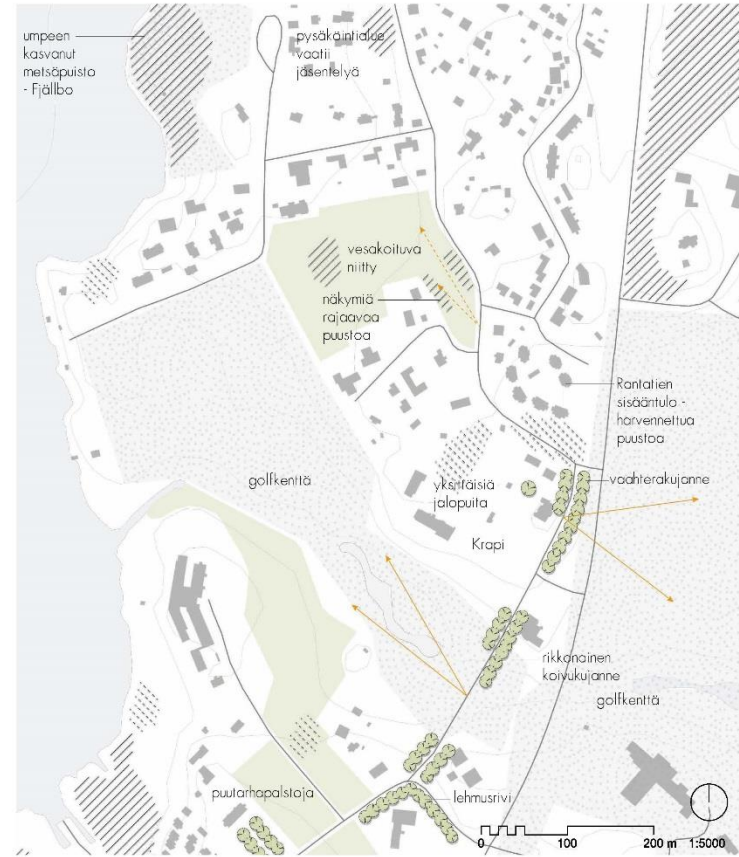 umpeen
kasvanut
metsäpuisto
- Fjällbo
pysäköintialue
vaatii
jäsentelyä
vesakoituva
niitty
näkymiä
rajaavaa
puustoa
Rantatien
sisääntulo -
harvennettua
puustoa
golfkenttä
yksittäisiä
jalopuita
vaahterakujanne
Krapi
rikkonainen
koivukujanne
golfkenttä
puutarhapalstoja
lehmusrivi
0 100 200 m 1:5000